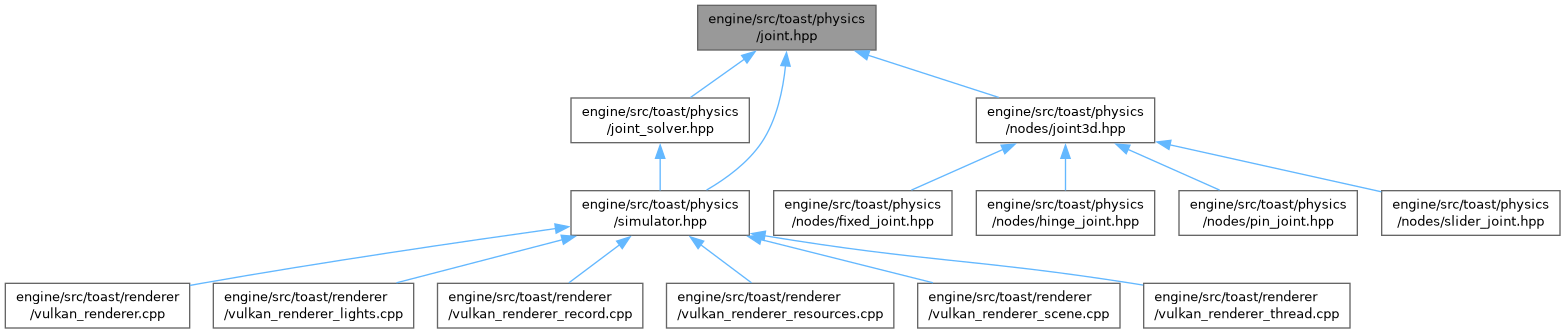 engine/src/toast/physics
/joint.hpp
engine/src/toast/physics
/joint_solver.hpp
engine/src/toast/physics
/nodes/joint3d.hpp
engine/src/toast/physics
/simulator.hpp
engine/src/toast/physics
/nodes/fixed_joint.hpp
engine/src/toast/physics
/nodes/hinge_joint.hpp
engine/src/toast/physics
/nodes/pin_joint.hpp
engine/src/toast/physics
/nodes/slider_joint.hpp
engine/src/toast/renderer
/vulkan_renderer.cpp
engine/src/toast/renderer
/vulkan_renderer_lights.cpp
engine/src/toast/renderer
/vulkan_renderer_record.cpp
engine/src/toast/renderer
/vulkan_renderer_resources.cpp
engine/src/toast/renderer
/vulkan_renderer_scene.cpp
engine/src/toast/renderer
/vulkan_renderer_thread.cpp